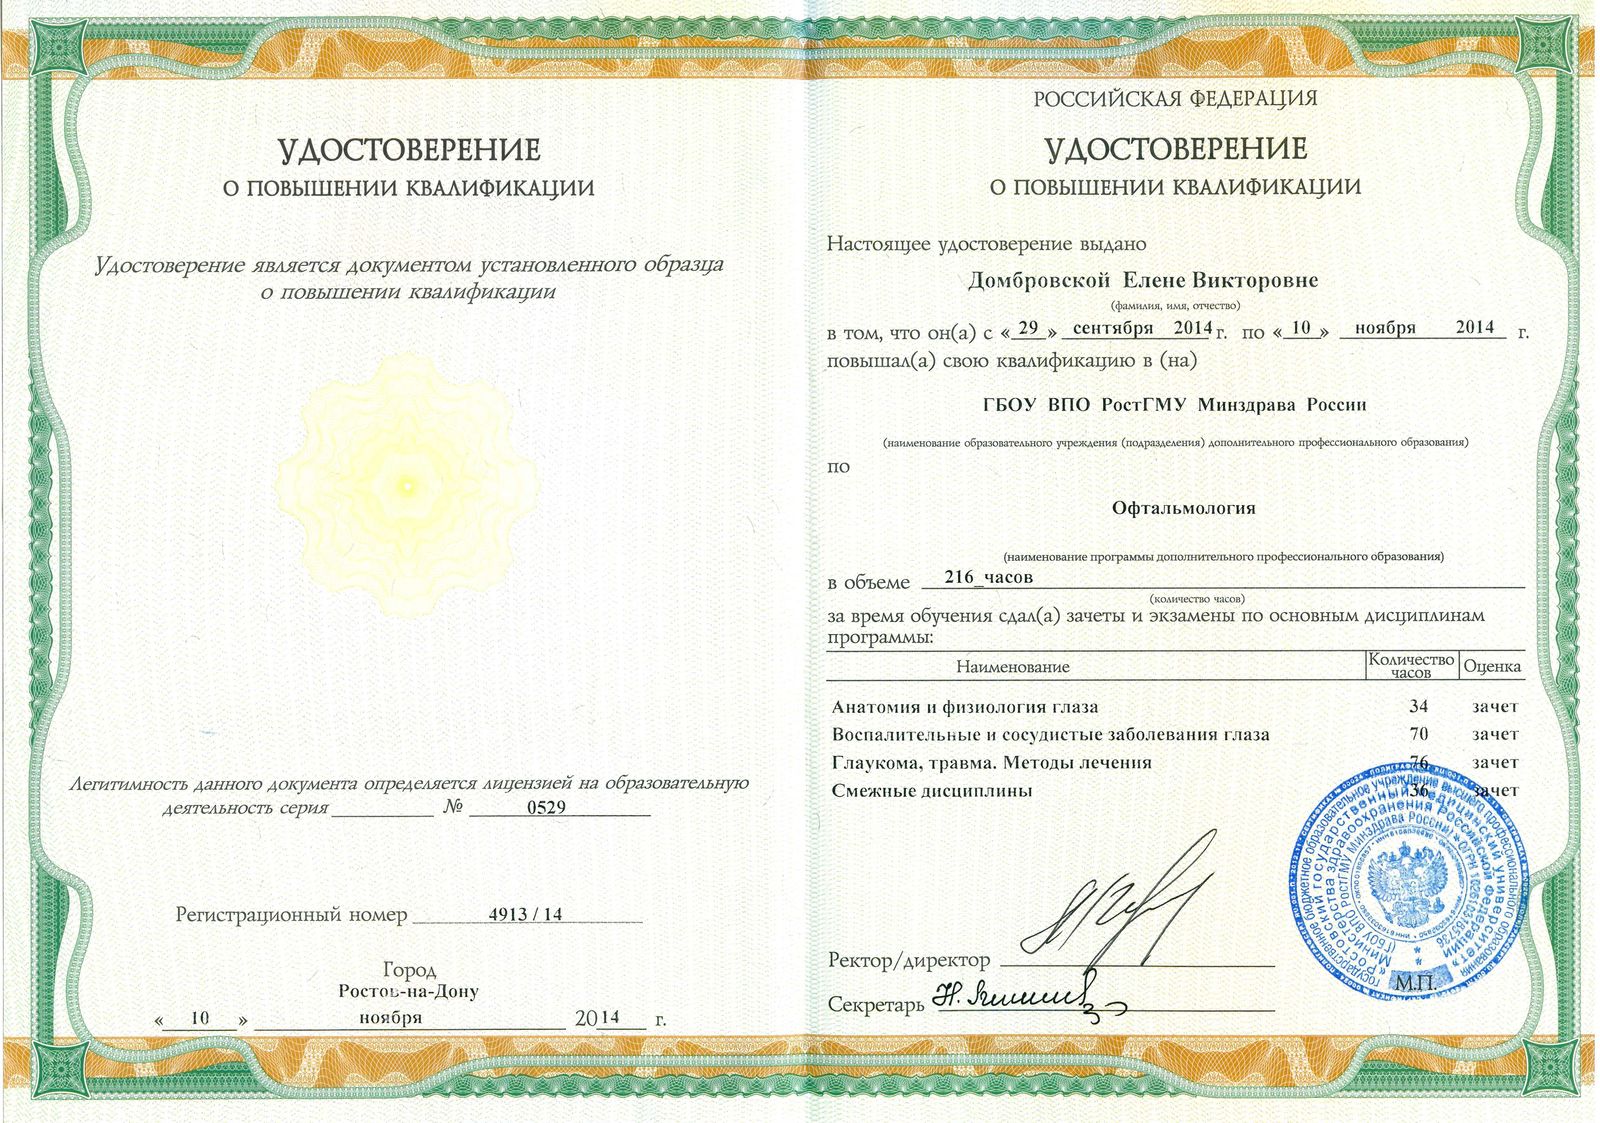 УДОСТОВЕРЕНИЕ
О ПОВЫШЕНИИ КВАЛИФИКАЦИИ
Удостоверение является документом установленного образца
о повышении квалификации
Легитимность данного документа определяется лицензией на образовательную
деятельность серия № 0529
Регистрационный номер 4913 / 14
Город
Ростов-на-Дону
« 10 » ноября 2014 г.
РОССИЙСКАЯ ФЕДЕРАЦИЯ
УДОСТОВЕРЕНИЕ
О ПОВЫШЕНИИ КВАЛИФИКАЦИИ
Настоящее удостоверение выдано
Домбровской Елене Викторовне
(фамилия, имя, отчество)
в том, что он(а) с « 29 » сентября 2014 г. по « 10 » ноября 2014 г.
повышал(а) свою квалификацию в (на)
ГБОУ ВПО РостГМУ Минздрава России
(наименование образовательного учреждения (подразделения) дополнительного профессионального образования)
по
Офтальмология
(наименование программы дополнительного профессионального образования)
в объеме 216_часов
(количество часов)
за время обучения сдал(а) зачеты и экзамены по основным дисциплинам
программы:
Наименование Количество часов Оценка
Анатомия и физиология глаза 34 зачет
Воспалительные и сосудистые заболевания глаза 70 зачет
Глаукома, травма. Методы лечения 76 зачет
Смежные дисциплины 36 зачет
Ректор/директор
Секретарь
М.П.
государственное бюджетное образовательное учреждение высшего профессионального образования
«Ростовский государственный медицинский университет»
Министерства здравоохранения Российской Федерации
(ГБОУ ВПО РостГМУ Минздрава России)